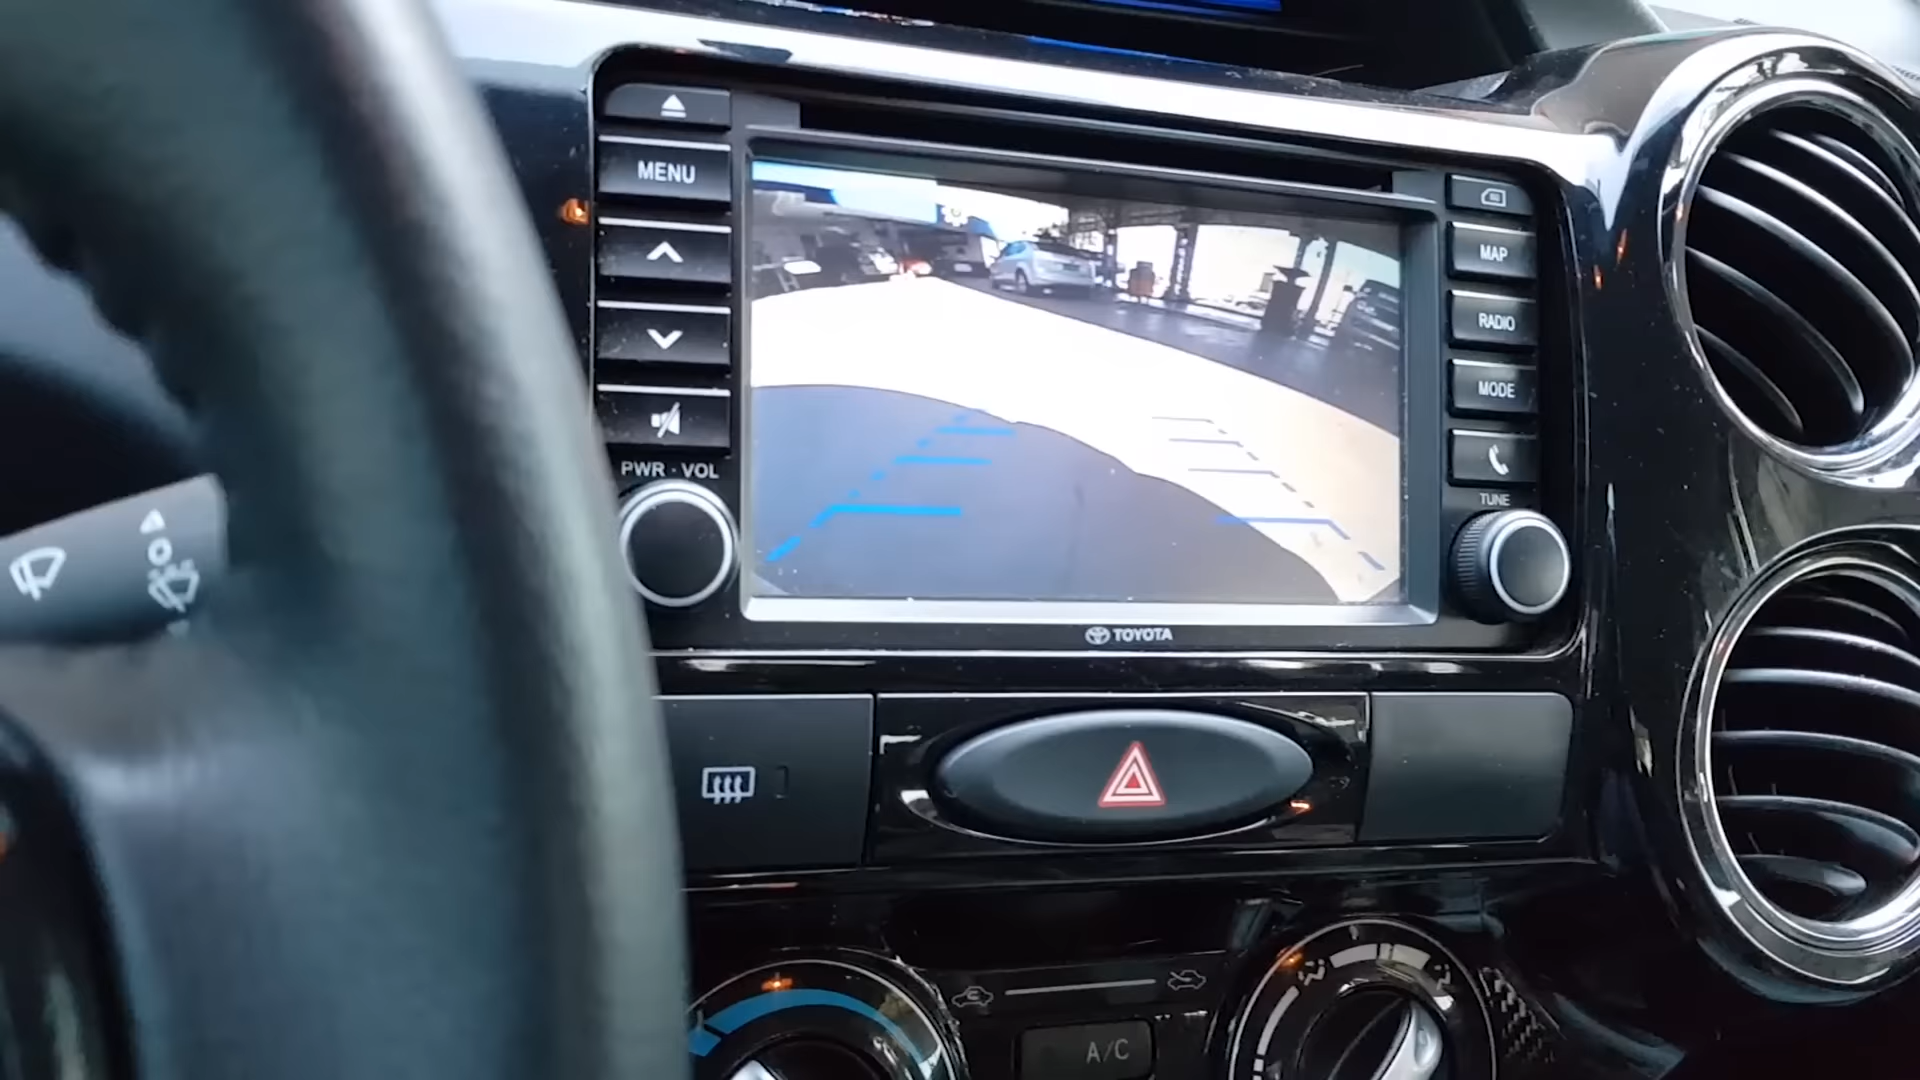 MENU
PWR · VOL
MAP
RADIO
MODE
TUNE
TOYOTA
A/C